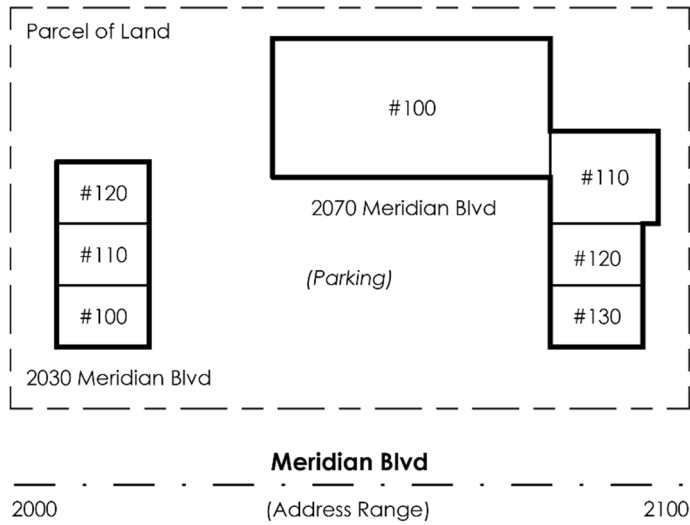 Parcel of Land
#100
#110
#120
#120
#110
#130
#100
2070 Meridian Blvd
(Parking)
2030 Meridian Blvd
Meridian Blvd
2000 (Address Range) 2100